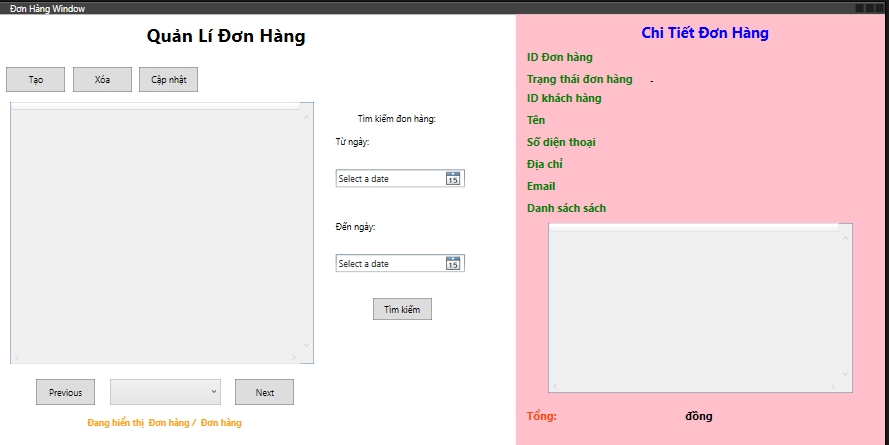 Đơn Hàng Window
Quản Lí Đơn Hàng
Tạo
Xóa
Cập nhật
Tìm kiếm đon hàng:
Từ ngày:
Select a date
15
Đến ngày:
Select a date
15
Tìm kiếm
Previous
Next
Đang hiển thị Đơn hàng / Đơn hàng
Chi Tiết Đơn Hàng
ID Đơn hàng
Trạng thái đơn hàng -
ID khách hàng
Tên
Số diện thoại
Địa chỉ
Email
Danh sách sách
Tổng: đồng